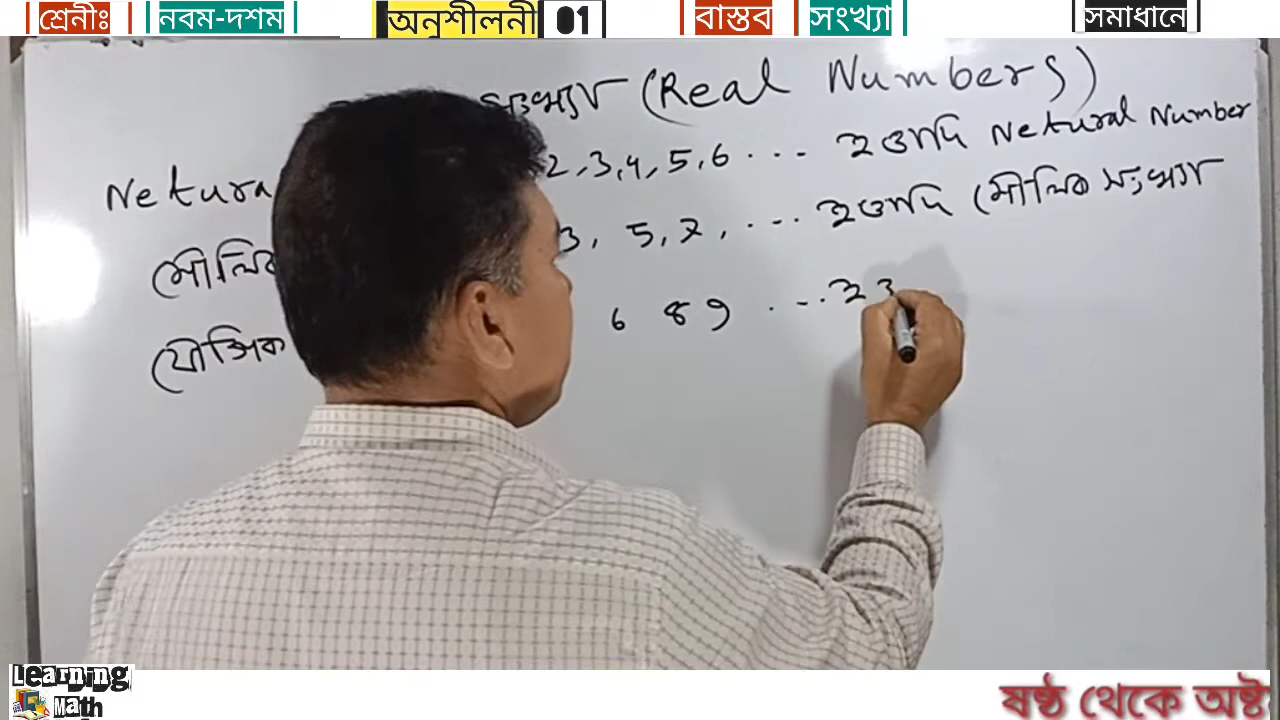 শ্রেনীঃ নবম-দশম অনুশীলনী 01 বাস্তব সংখ্যা সমাধানে
সংখ্যা (Real Numbers)
Netura 2,3,4,5,6 ... ইত্যাদি Netural Number
মৌলিক 3, 5,7, ... ইত্যাদি মৌলিক সংখ্যা
যৌগিক 6 8 9 ...
Learning Math
ষষ্ঠ থেকে অষ্ট